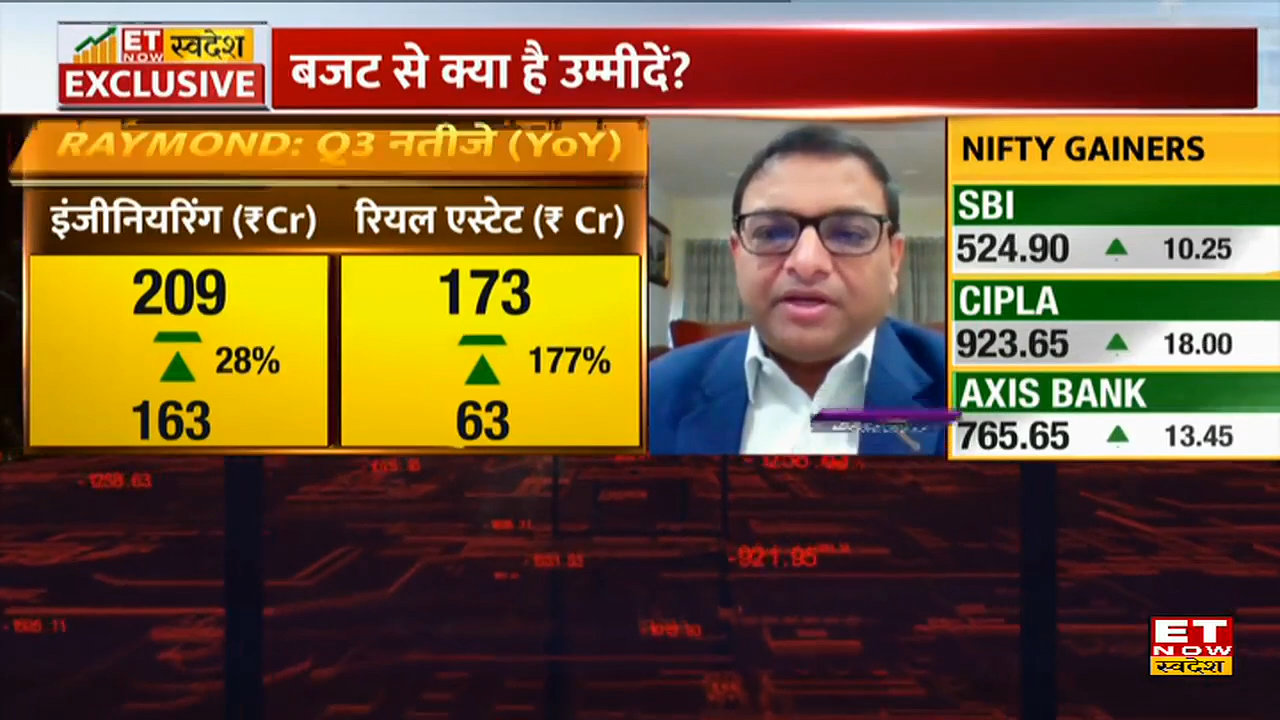 ET NOW स्वदेश
EXCLUSIVE
बजट से क्या है उम्मीदें?
RAYMOND: Q3 नतीजे (YoY)
इंजीनियरिंग (₹Cr)
209
28%
163
रियल एस्टेट (₹ Cr)
173
177%
63
NIFTY GAINERS
SBI
524.90 ▲ 10.25
CIPLA
923.65 ▲ 18.00
AXIS BANK
765.65 ▲ 13.45
-921.95
ET
NOW
स्वदेश